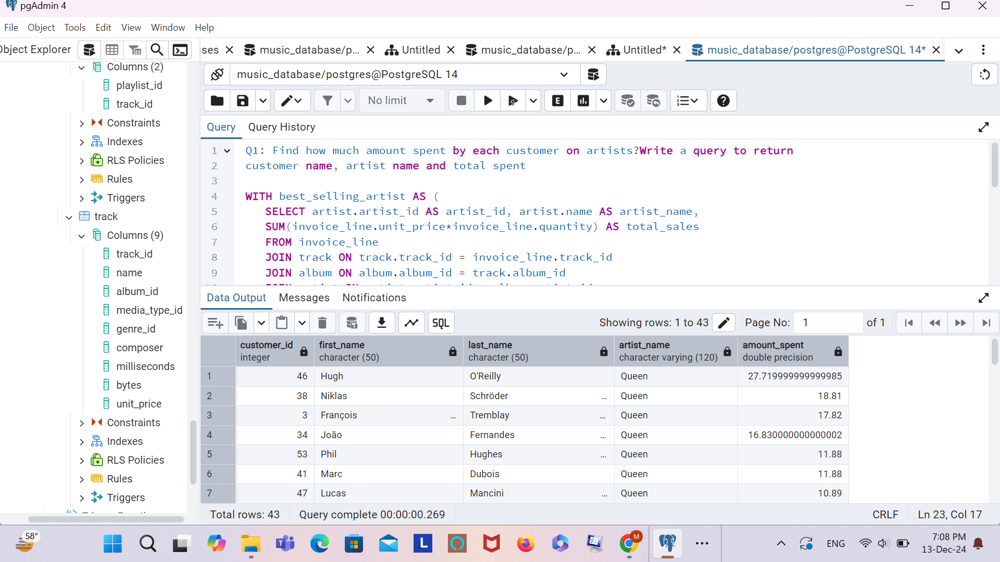 pgAdmin 4
File Object Tools Edit View Window Help
Object Explorer
ses
music_database/p...
Untitled
music_database/p...
Untitled*
music_database/postgres@PostgreSQL 14*
Columns (2)
playlist_id
track_id
Constraints
Indexes
RLS Policies
Rules
Triggers
track
Columns (9)
track_id
name
album_id
media_type_id
genre_id
composer
milliseconds
bytes
unit_price
Constraints
Indexes
RLS Policies
Rules
Triggers
music_database/postgres@PostgreSQL 14
No limit
E
Query Query History
1 Q1: Find how much amount spent by each customer on artists?Write a query to return
2 customer name, artist name and total spent
3
4 WITH best_selling_artist AS (
5 SELECT artist.artist_id AS artist_id, artist.name AS artist_name,
6 SUM(invoice_line.unit_price*invoice_line.quantity) AS total_sales
7 FROM invoice_line
8 JOIN track ON track.track_id = invoice_line.track_id
9 JOIN album ON album.album_id = track.album_id
Data Output Messages Notifications
SQL
Showing rows: 1 to 43
Page No: 1 of 1
customer_id first_name last_name artist_name amount_spent
integer character (50) character (50) character varying (120) double precision
1 46 Hugh O'Reilly Queen 27.719999999999985
2 38 Niklas Schröder ... Queen 18.81
3 3 François ... Tremblay ... Queen 17.82
4 34 João Fernandes ... Queen 16.830000000000002
5 53 Phil Hughes ... Queen 11.88
6 41 Marc Dubois Queen 11.88
7 47 Lucas Mancini ... Queen 10.89
Total rows: 43 Query complete 00:00:00.269 CRLF Ln 23, Col 17
58°
L
M
ENG
7:08 PM
13-Dec-24